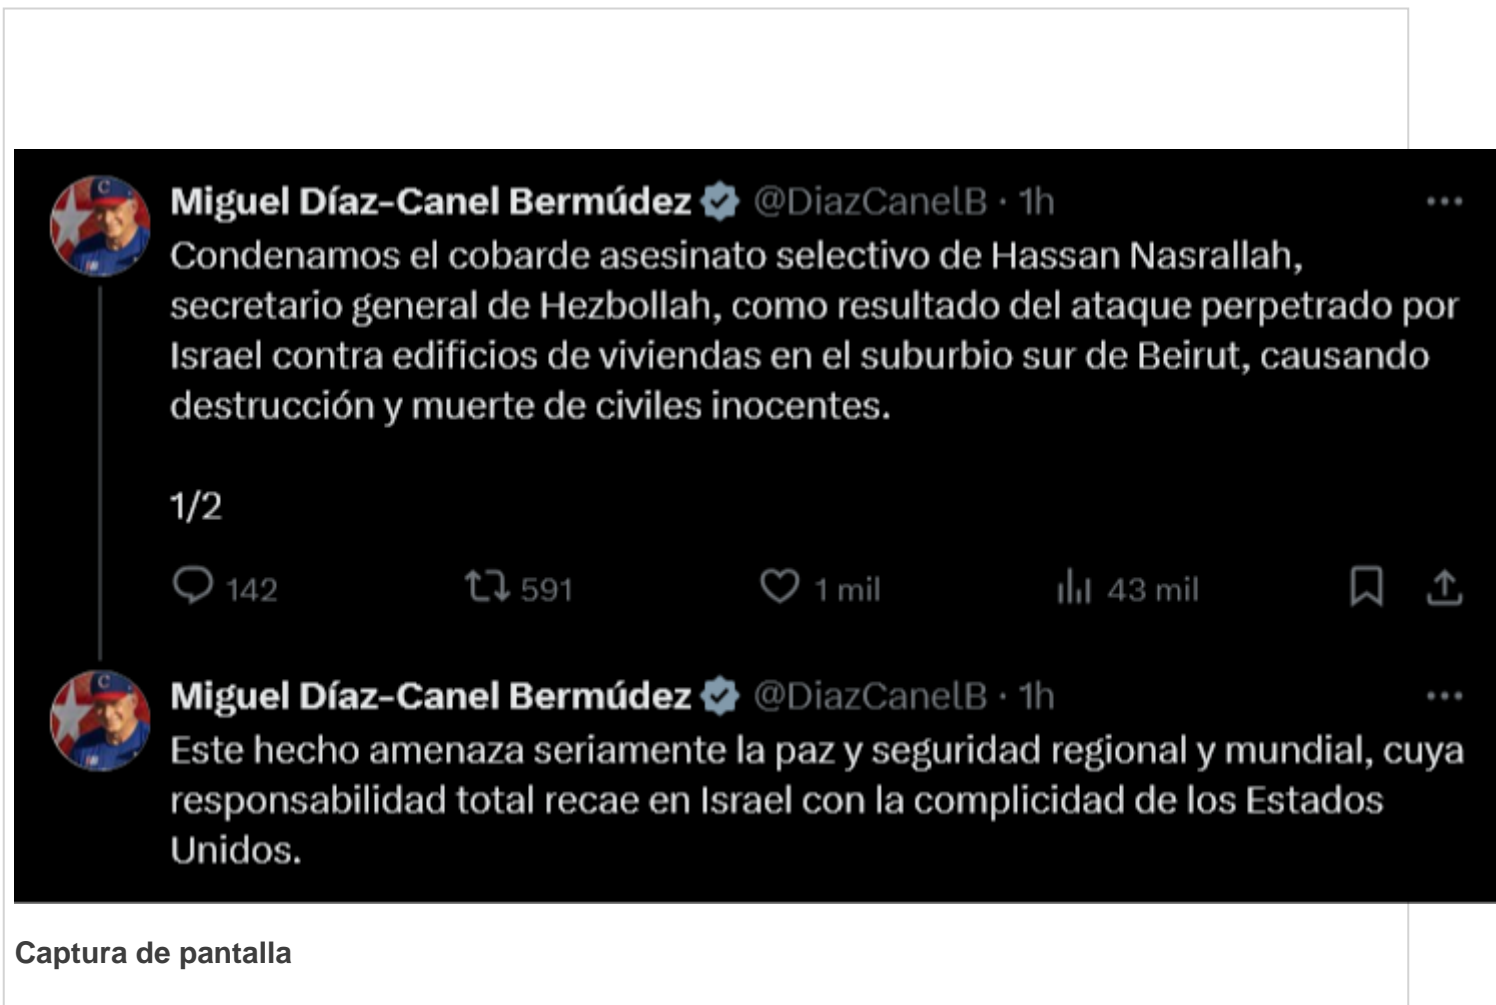 Miguel Díaz-Canel Bermúdez @DiazCanelB · 1h
Condenamos el cobarde asesinato selectivo de Hassan Nasrallah,
secretario general de Hezbollah, como resultado del ataque perpetrado por
Israel contra edificios de viviendas en el suburbio sur de Beirut, causando
destrucción y muerte de civiles inocentes.
1/2
142 591 1 mil 43 mil
Miguel Díaz-Canel Bermúdez @DiazCanelB · 1h
Este hecho amenaza seriamente la paz y seguridad regional y mundial, cuya
responsabilidad total recae en Israel con la complicidad de los Estados
Unidos.
Captura de pantalla